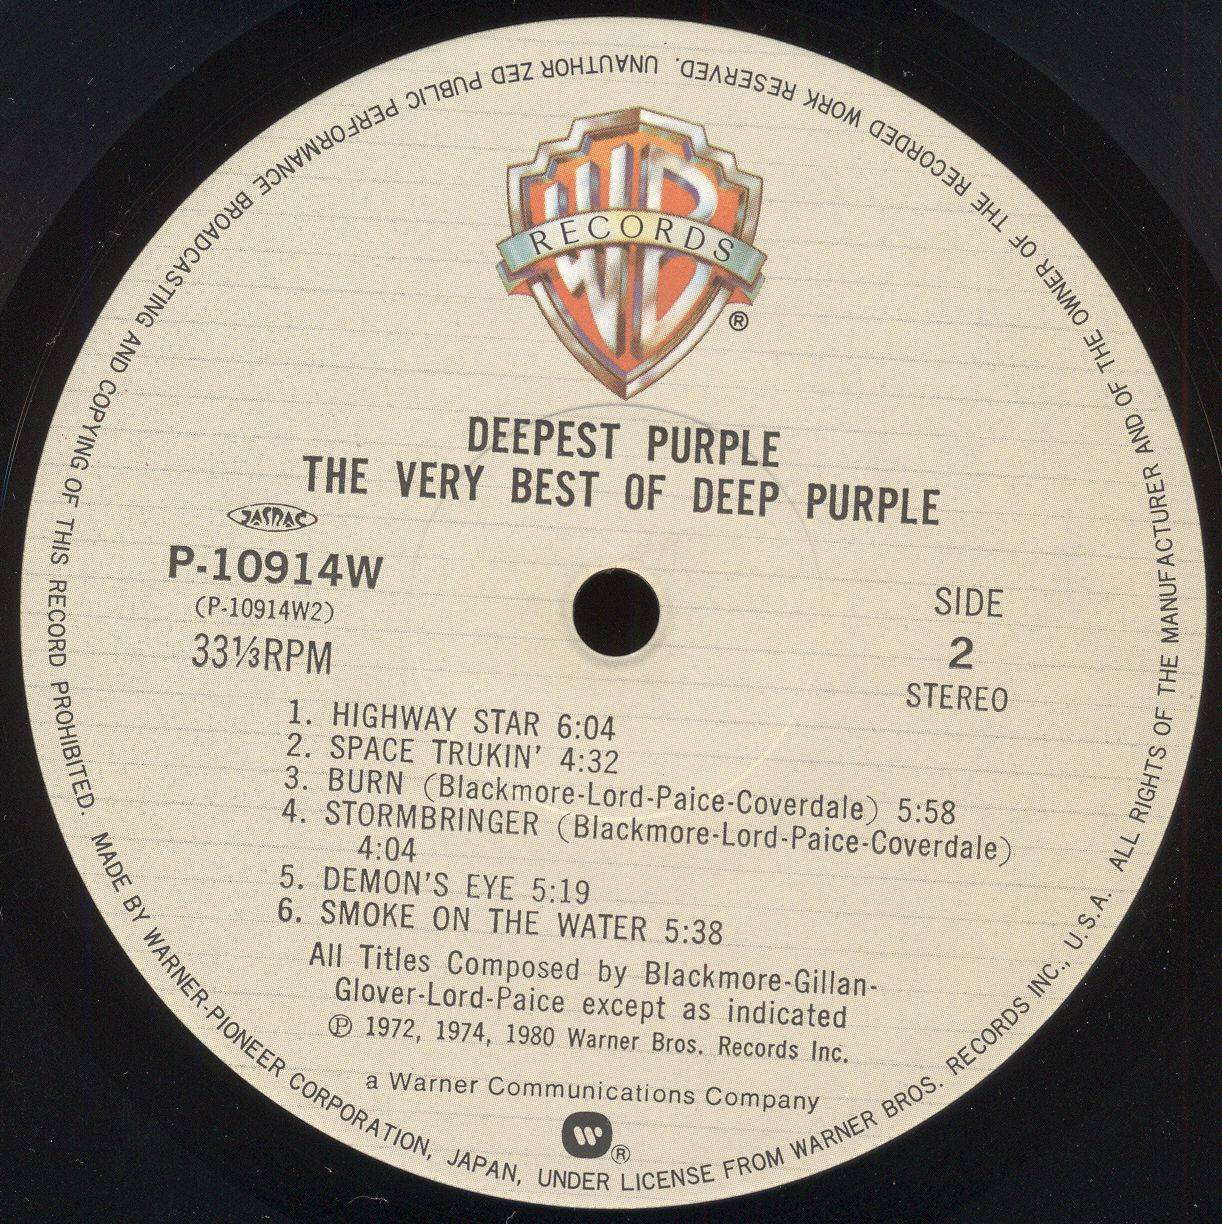 WB
RECORDS
®
DEEPEST PURPLE
THE VERY BEST OF DEEP PURPLE
JASRAC
P-10914W
(P-10914W2)
33⅓RPM
SIDE
2
STEREO
1. HIGHWAY STAR 6:04
2. SPACE TRUKIN' 4:32
3. BURN (Blackmore-Lord-Paice-Coverdale) 5:58
4. STORMBRINGER (Blackmore-Lord-Paice-Coverdale)
4:04
5. DEMON'S EYE 5:19
6. SMOKE ON THE WATER 5:38
All Titles Composed by Blackmore-Gillan-
Glover-Lord-Paice except as indicated
Ⓟ 1972, 1974, 1980 Warner Bros. Records Inc.
a Warner Communications Company
®
MADE BY WARNER-PIONEER CORPORATION, JAPAN, UNDER LICENSE FROM WARNER BROS. RECORDS INC., U.S.A. ALL RIGHTS OF THE MANUFACTURER AND OF THE OWNER OF THE RECORDED WORK RESERVED. UNAUTHOR ZED PUBLIC PERFORMANCE BROADCASTING AND COPYING OF THIS RECORD PROHIBITED.